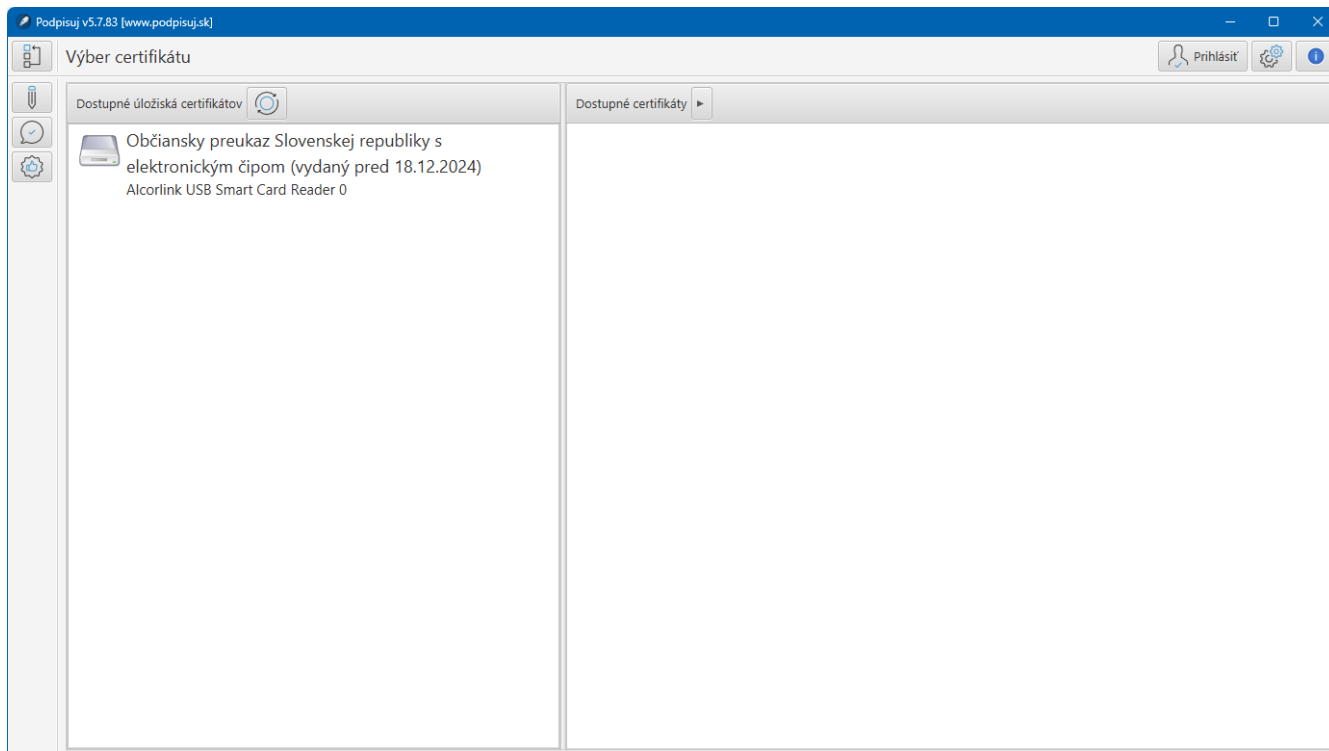 Podpisuj v5.7.83 [www.podpisuj.sk]
Výber certifikátu
Prihlásiť
Dostupné úložiská certifikátov
Dostupné certifikáty
Občiansky preukaz Slovenskej republiky s
elektronickým čipom (vydaný pred 18.12.2024)
Alcorlink USB Smart Card Reader 0